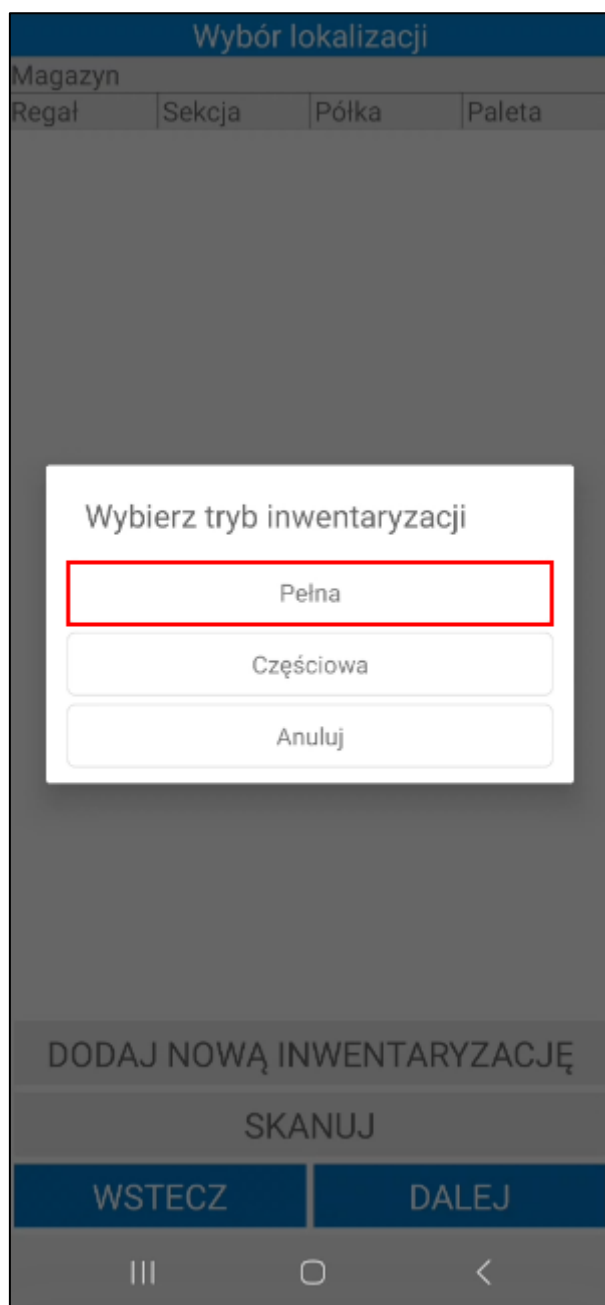 Wybór lokalizacji
Magazyn
Regał Sekcja Półka Paleta
Wybierz tryb inwentaryzacji
Pełna
Częściowa
Anuluj
DODAJ NOWĄ INWENTARYZACJĘ
SKANUJ
WSTECZ DALEJ